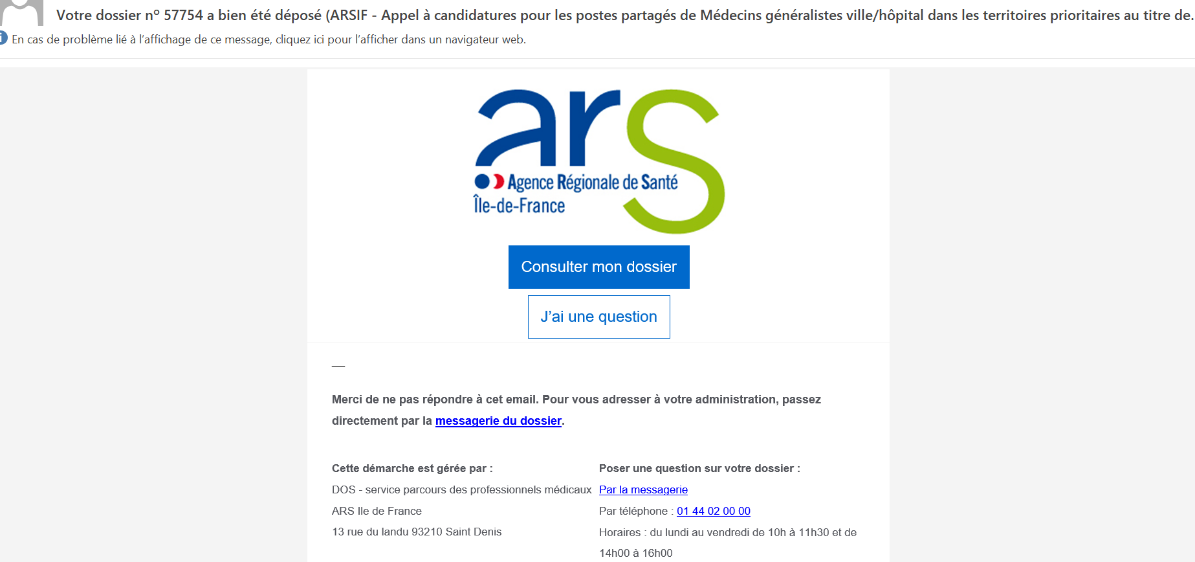 Votre dossier n° 57754 a bien été déposé (ARSIF - Appel à candidatures pour les postes partagés de Médecins généralistes ville/hôpital dans les territoires prioritaires au titre de.
En cas de problème lié à l'affichage de ce message, cliquez ici pour l'afficher dans un navigateur web.
ars
Agence Régionale de Santé
Île-de-France
Consulter mon dossier
J'ai une question
—
Merci de ne pas répondre à cet email. Pour vous adresser à votre administration, passez
directement par la messagerie du dossier.
Cette démarche est gérée par :
DOS - service parcours des professionnels médicaux
ARS Ile de France
13 rue du landu 93210 Saint Denis
Poser une question sur votre dossier :
Par la messagerie
Par téléphone : 01 44 02 00 00
Horaires : du lundi au vendredi de 10h à 11h30 et de
14h00 à 16h00